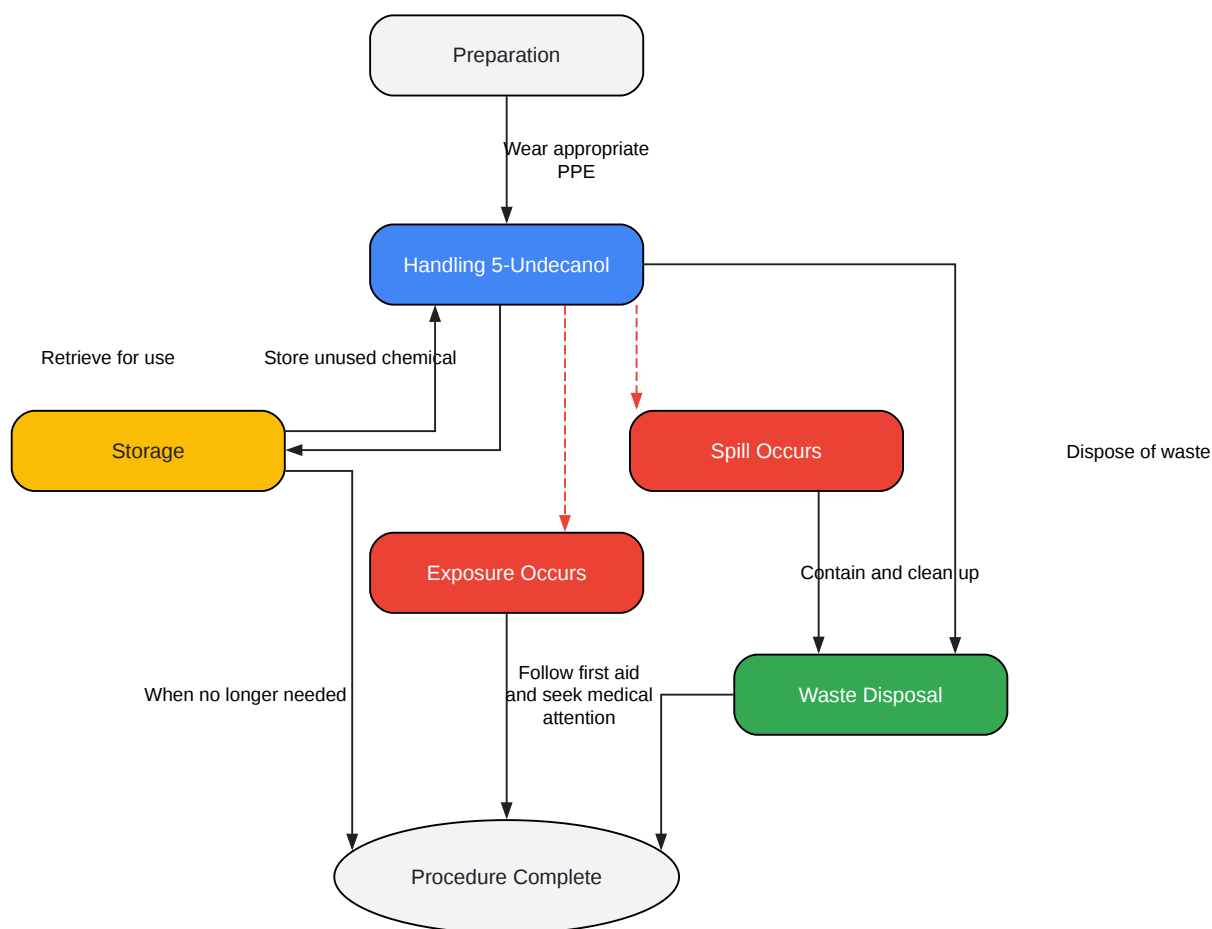 Preparation
Wear appropriate
PPE
Handling 5-Undecanol
Retrieve for use
Store unused chemical
Storage
Spill Occurs
Dispose of waste
Exposure Occurs
Contain and clean up
When no longer needed
Follow first aid
and seek medical
attention
Waste Disposal
Procedure Complete